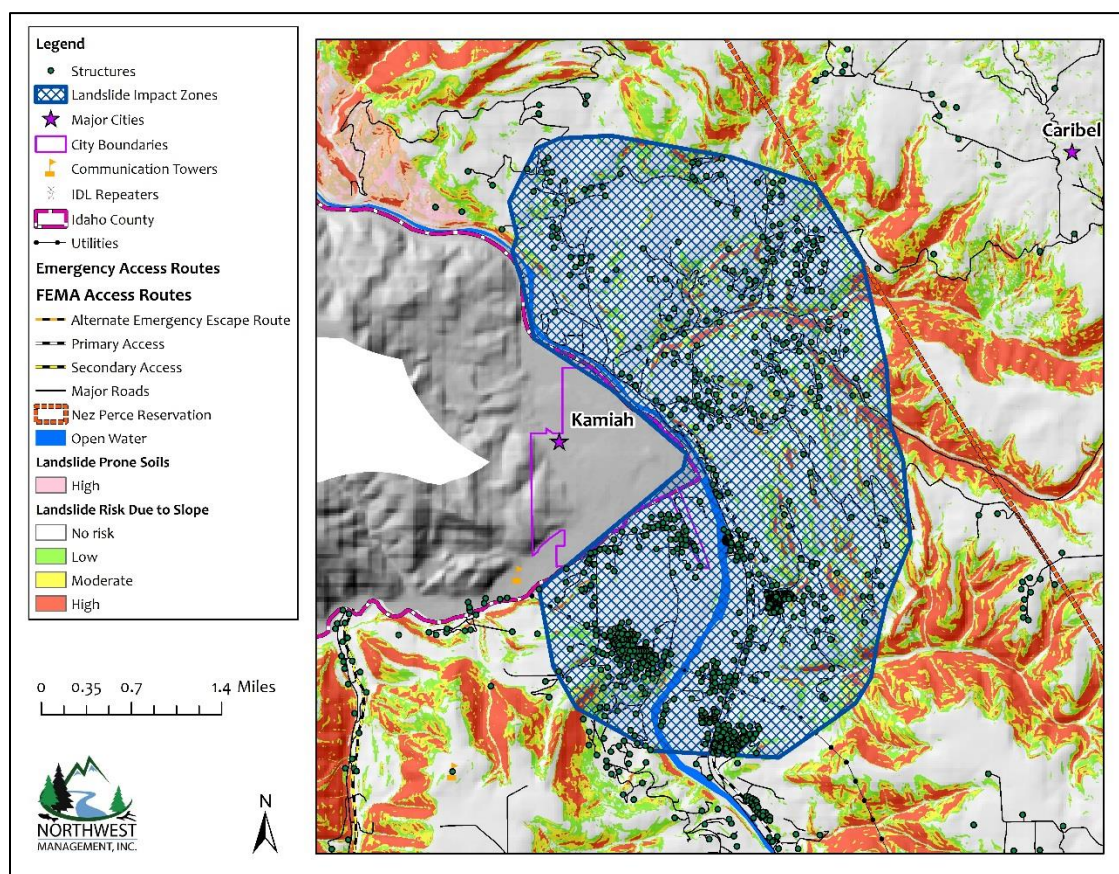 Legend
Structures
Landslide Impact Zones
Major Cities
City Boundaries
Communication Towers
IDL Repeaters
Idaho County
Utilities
Emergency Access Routes
FEMA Access Routes
Alternate Emergency Escape Route
Primary Access
Secondary Access
Major Roads
Nez Perce Reservation
Open Water
Landslide Prone Soils
High
Landslide Risk Due to Slope
No risk
Low
Moderate
High
0 0.35 0.7 1.4 Miles
NORTHWEST
MANAGEMENT, INC.
N
Caribel
Kamiah